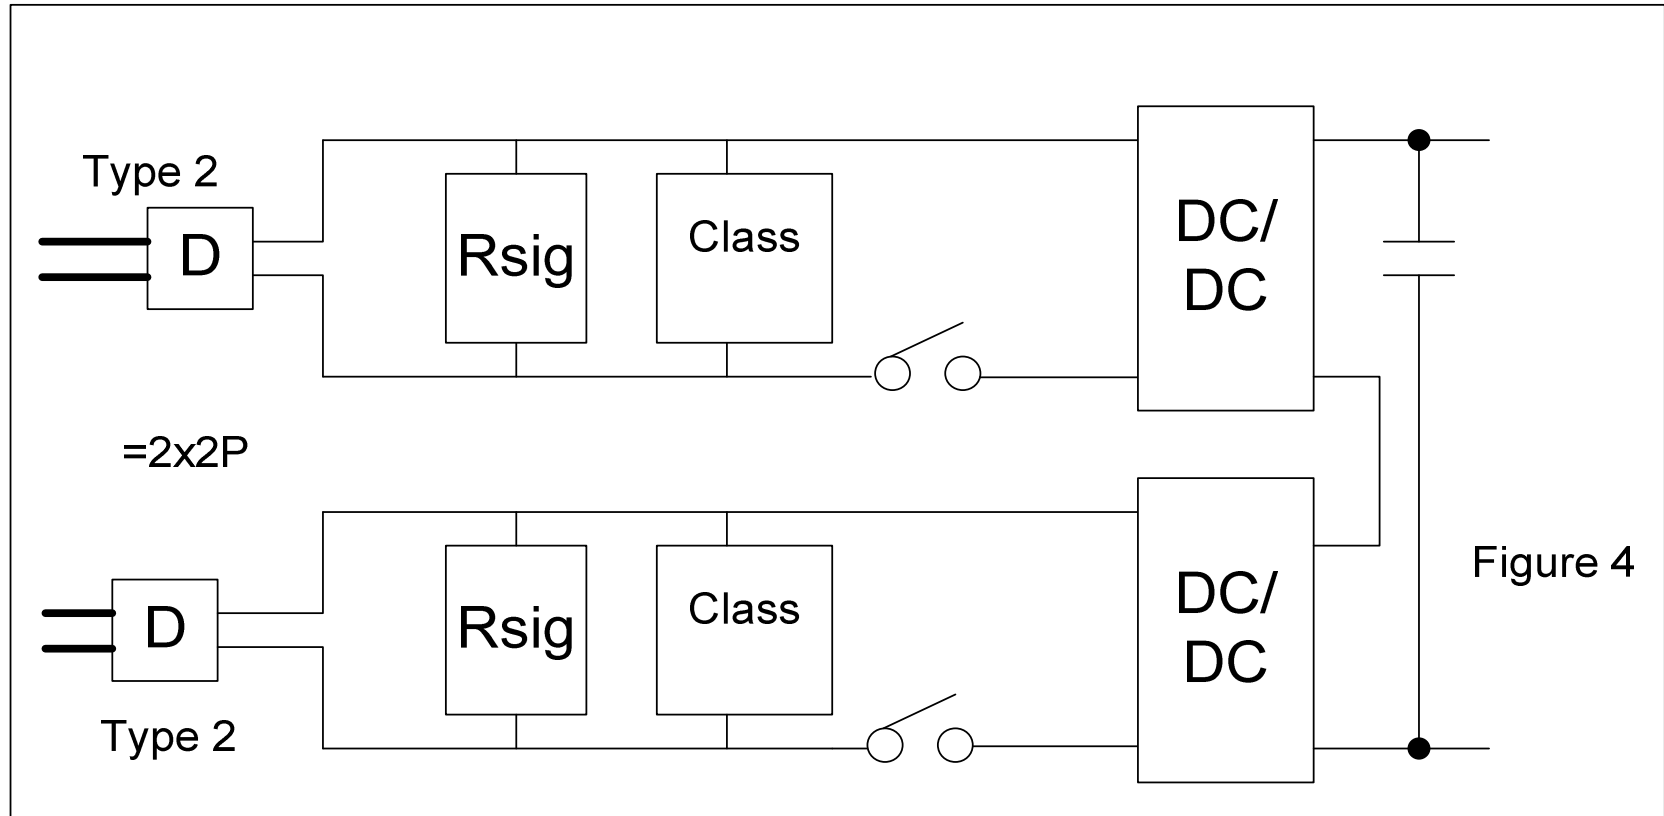 Type 2
D
Rsig
Class
DC/
DC
=2x2P
D
Type 2
Rsig
Class
DC/
DC
Figure 4